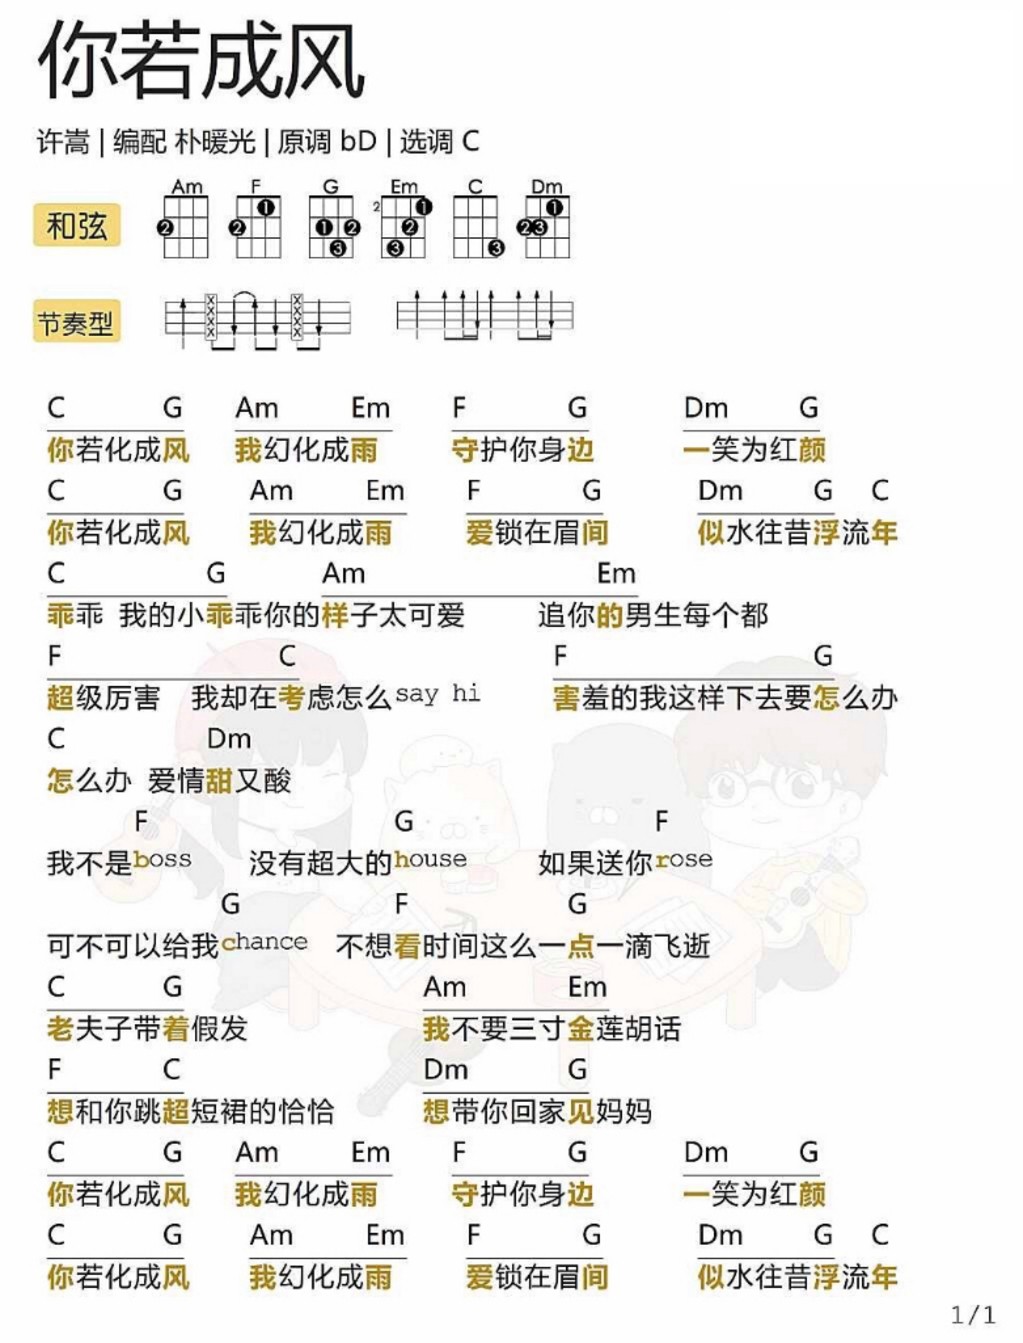 你若成风
许嵩 | 编配 朴暖光 | 原调 bD | 选调 C
和弦 Am F G Em C Dm
2 1 2 1 2 3 1 2 3 3 1 2 3
节奏型
C G Am Em F G Dm G
你若化成风 我幻化成雨 守护你身边 一笑为红颜
C G Am Em F G Dm G C
你若化成风 我幻化成雨 爱锁在眉间 似水往昔浮流年
C G Am Em
乖乖 我的小乖乖你的样子太可爱 追你的男生每个都
F C F G
超级厉害 我却在考虑怎么say hi 害羞的我这样下去要怎么办
C Dm
怎么办 爱情甜又酸
F G F
我不是boss 没有超大的house 如果送你rose
G F G
可不可以给我chance 不想看时间这么一点一滴飞逝
C G Am Em
老夫子带着假发 我不要三寸金莲胡话
F C Dm G
想和你跳超短裙的恰恰 想带你回家见妈妈
C G Am Em F G Dm G
你若化成风 我幻化成雨 守护你身边 一笑为红颜
C G Am Em F G Dm G C
你若化成风 我幻化成雨 爱锁在眉间 似水往昔浮流年
1/1